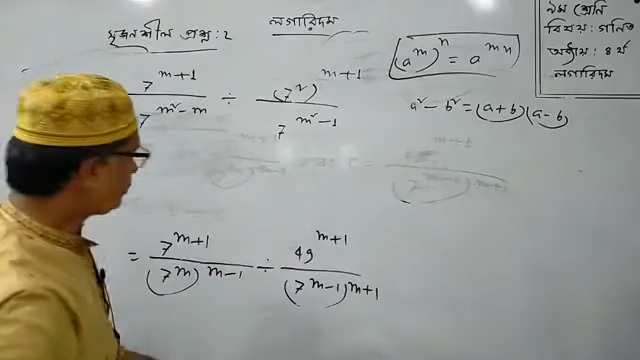 সৃজনশীল প্রশ্ন: ২
লগারিদম
৯ম শ্রেণি
বিষয়: গণিত
অধ্যায়: ৪র্থ
লগারিদম
(a^m)^n = a^{mn}
a² - b² = (a+b)(a-b)
7^{m+1} / 7^{m²-m} ÷ (7²)^{m+1} / 7^{m²-1}
= 7^{m+1} / (7^m)^{m-1} ÷ 49^{m+1} / (7^{m-1})^{m+1}